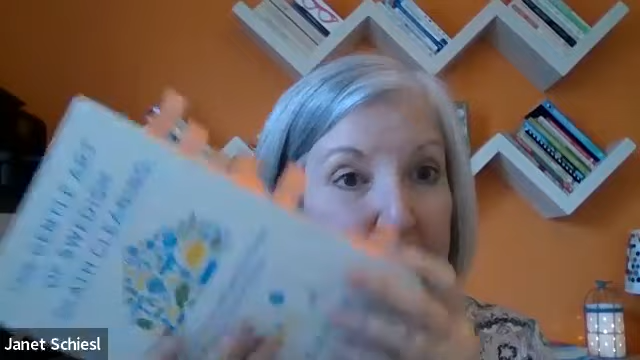 THE GENTLE ART
OF SWEDISH
DEATH CLEANING
Janet Schiesl